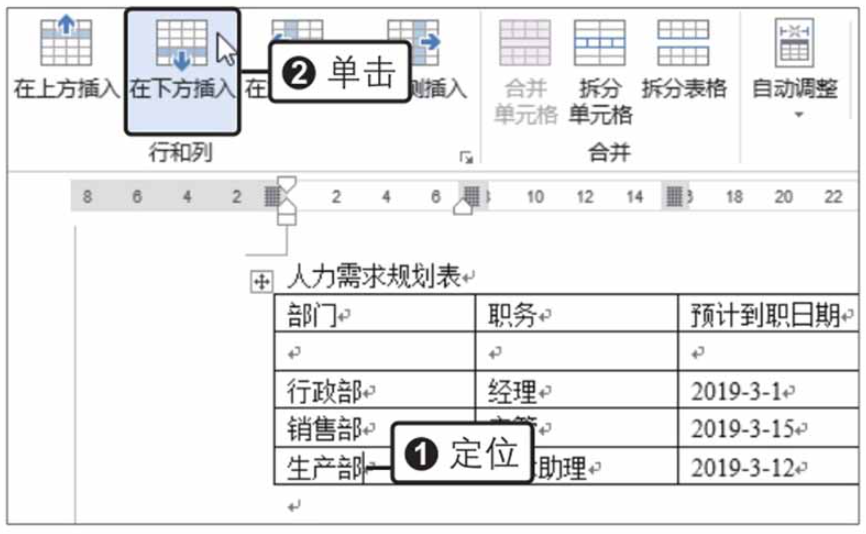 在上方插入 在下方插入 在 侧插入 合并 单元格 拆分 单元格 拆分表格 自动调整
❷ 单击
行和列 合并
8 6 4 2 2 4 6 8 10 12 14 18 20 22
人力需求规划表
部门 职务 预计到职日期
行政部 经理 2019-3-1
销售部 2019-3-15
生产部 助理 2019-3-12
❶ 定位